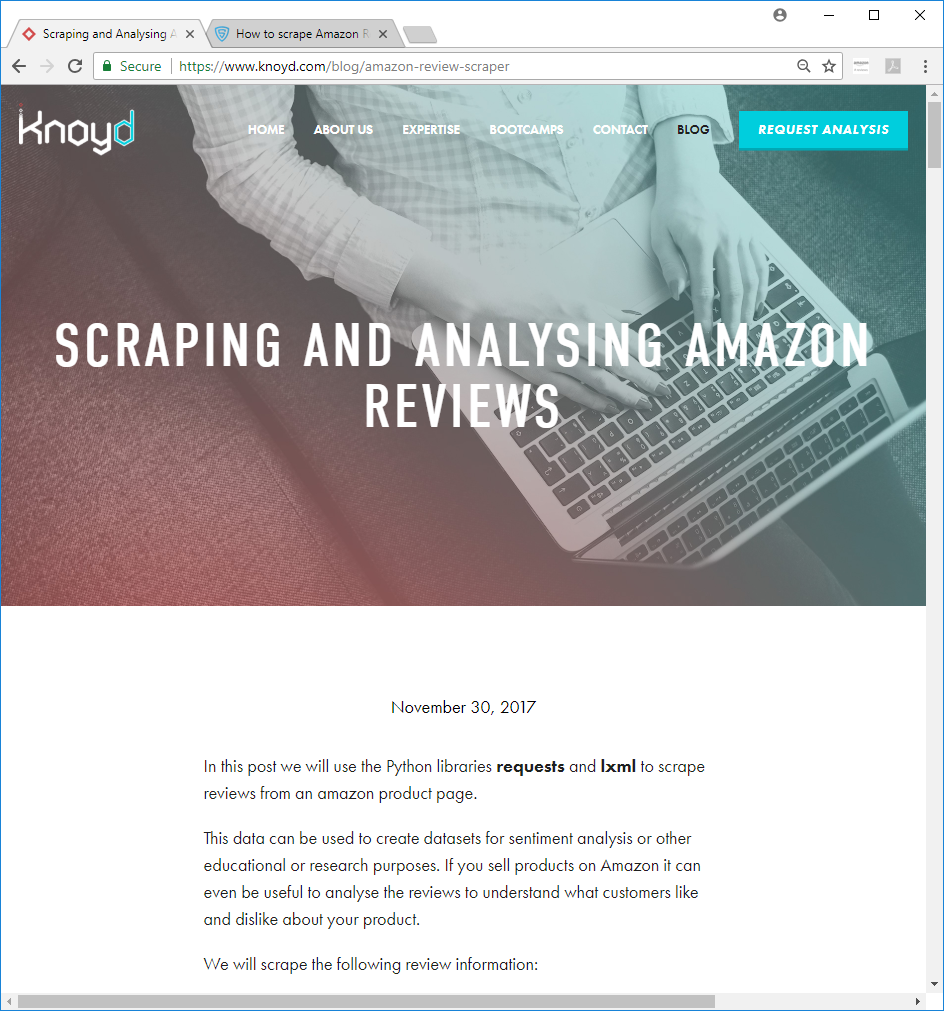 Scraping and Analysing A
How to scrape Amazon R
Secure
https://www.knoyd.com/blog/amazon-review-scraper
Knoyd
HOME
ABOUT US
EXPERTISE
BOOTCAMPS
CONTACT
BLOG
REQUEST ANALYSIS
SCRAPING AND ANALYSING AMAZON
REVIEWS
November 30, 2017
In this post we will use the Python libraries requests and lxml to scrape
reviews from an amazon product page.
This data can be used to create datasets for sentiment analysis or other
educational or research purposes. If you sell products on Amazon it can
even be useful to analyse the reviews to understand what customers like
and dislike about your product.
We will scrape the following review information: